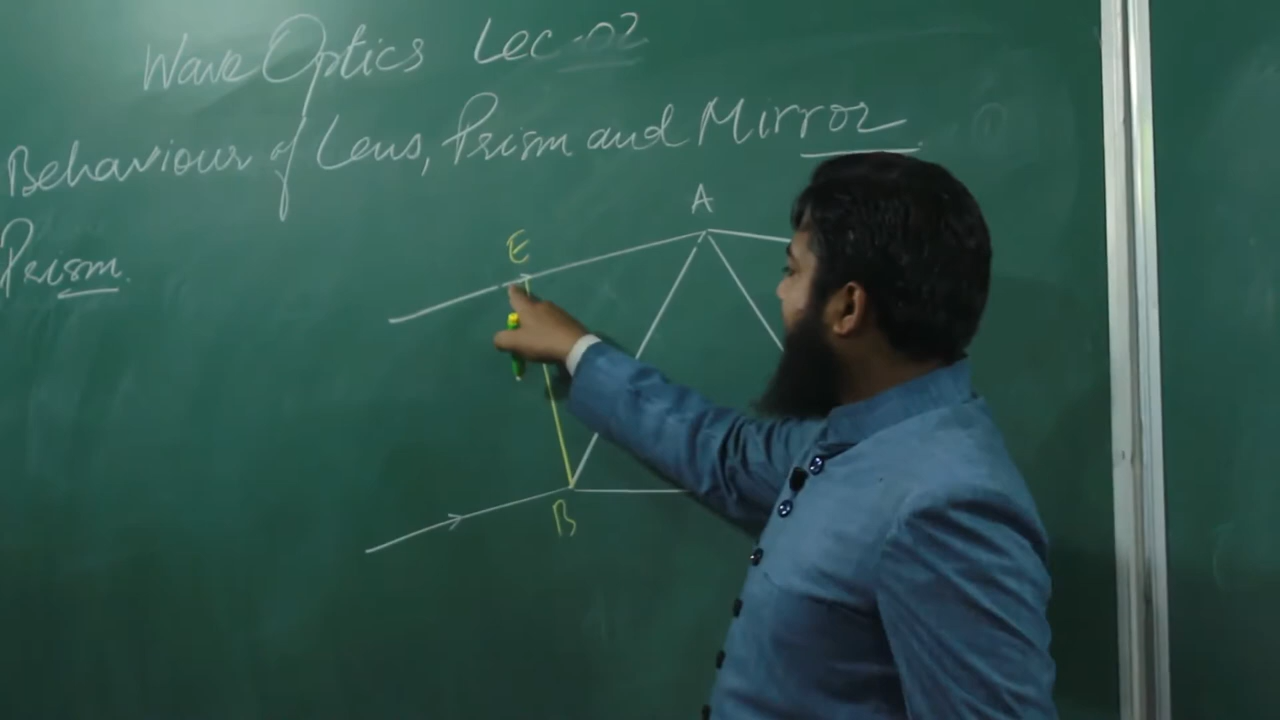 Wave Optics Lec-02
Behaviour of Lens, Prism and Mirror
Prism.
A
E
B